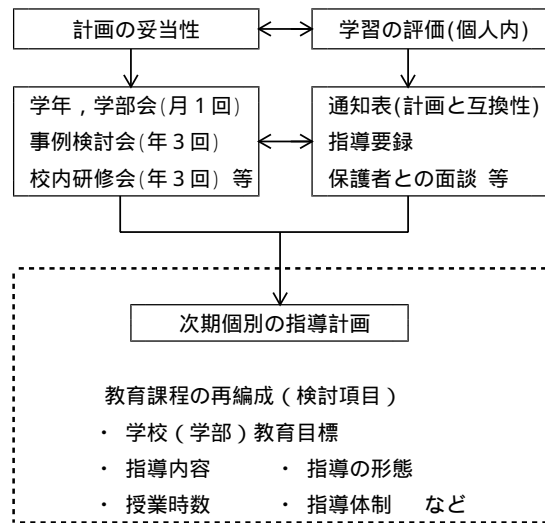 計画の妥当性
学習の評価(個人内)
学年，学部会(月１回)
事例検討会(年３回)
校内研修会(年３回) 等
通知表(計画と互換性)
指導要録
保護者との面談 等
次期個別の指導計画
教育課程の再編成（検討項目）
・ 学校（学部）教育目標
・ 指導内容 ・ 指導の形態
・ 授業時数 ・ 指導体制 など